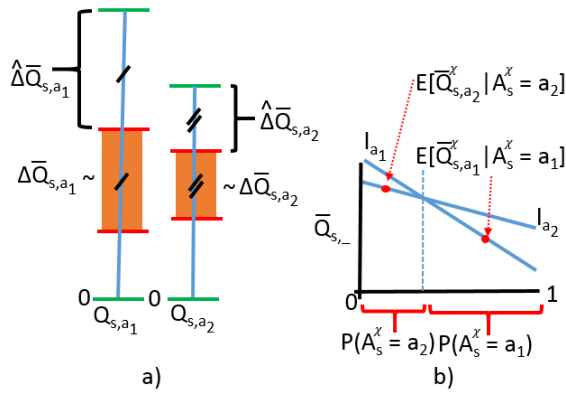 Δ̂Q̅ₛ,ₐ₁
Δ̂Q̅ₛ,ₐ₂
ΔQ̅ₛ,ₐ₁ ~
~ ΔQ̅ₛ,ₐ₂
0
0
Qₛ,ₐ₁
Qₛ,ₐ₂
a)
E[Q̅ᵡₛ,ₐ₂|Aᵡₛ = a₂]
Iₐ₁
E[Q̅ᵡₛ,ₐ₁|Aᵡₛ = a₁]
Iₐ₂
Q̅ₛ,_
0
1
P(Aᵡₛ = a₂) P(Aᵡₛ = a₁)
b)